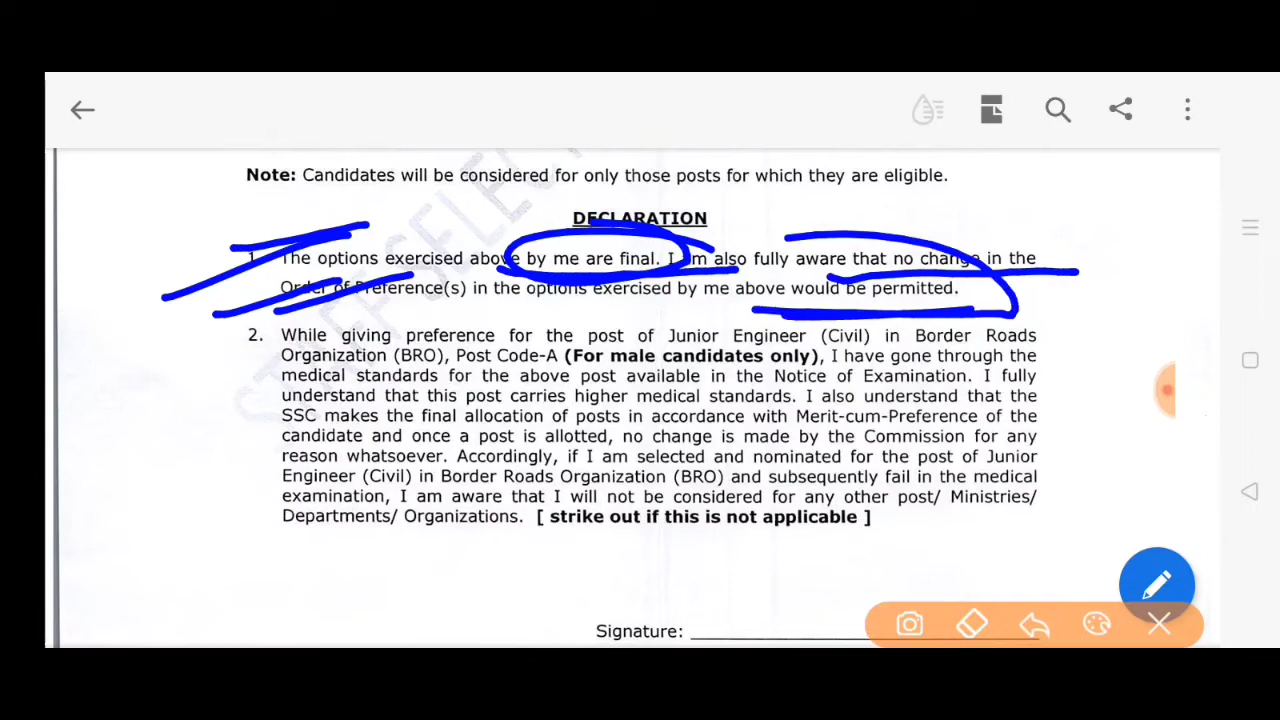 Note: Candidates will be considered for only those posts for which they are eligible.
DECLARATION
1. The options exercised above by me are final. I am also fully aware that no change in the
Order of Preference(s) in the options exercised by me above would be permitted.
2. While giving preference for the post of Junior Engineer (Civil) in Border Roads
Organization (BRO), Post Code-A (For male candidates only), I have gone through the
medical standards for the above post available in the Notice of Examination. I fully
understand that this post carries higher medical standards. I also understand that the
SSC makes the final allocation of posts in accordance with Merit-cum-Preference of the
candidate and once a post is allotted, no change is made by the Commission for any
reason whatsoever. Accordingly, if I am selected and nominated for the post of Junior
Engineer (Civil) in Border Roads Organization (BRO) and subsequently fail in the medical
examination, I am aware that I will not be considered for any other post/ Ministries/
Departments/ Organizations. [ strike out if this is not applicable ]
Signature: